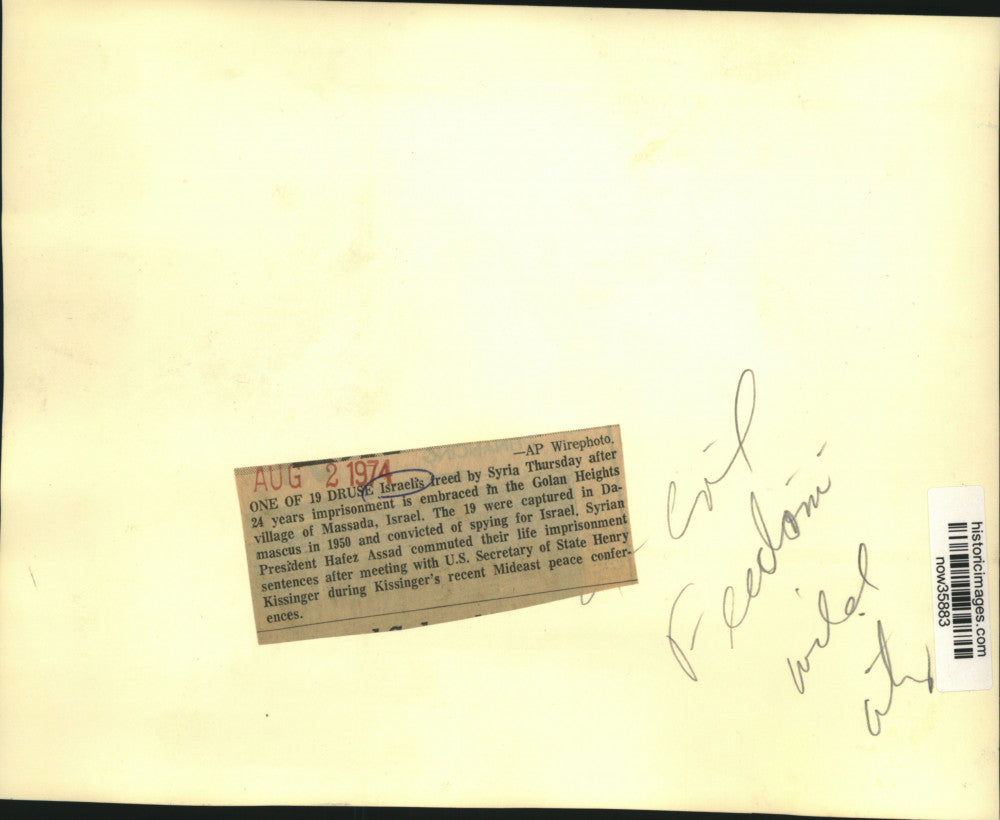 —AP Wirephoto.
AUG 2 1974
ONE OF 19 DRUSE Israelis freed by Syria Thursday after
24 years imprisonment is embraced in the Golan Heights
village of Massada, Israel. The 19 were captured in Da-
mascus in 1950 and convicted of spying for Israel. Syrian
President Hafez Assad commuted their life imprisonment
sentences after meeting with U.S. Secretary of State Henry
Kissinger during Kissinger's recent Mideast peace confer-
ences.
wild
historicimages.com
now35883